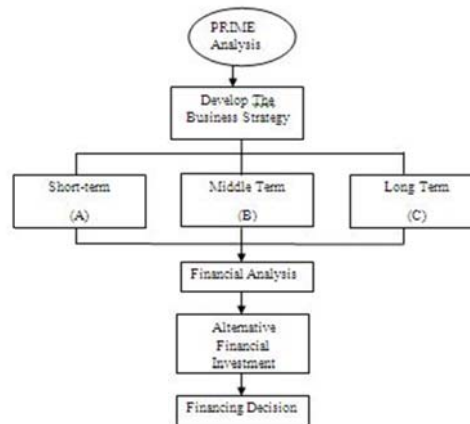 PRIME
Analysis
Develop The
Business Strategy
Short-term
(A)
Middle Term
(B)
Long Term
(C)
Financial Analysis
Alternative
Financial
Investment
Financing Decision